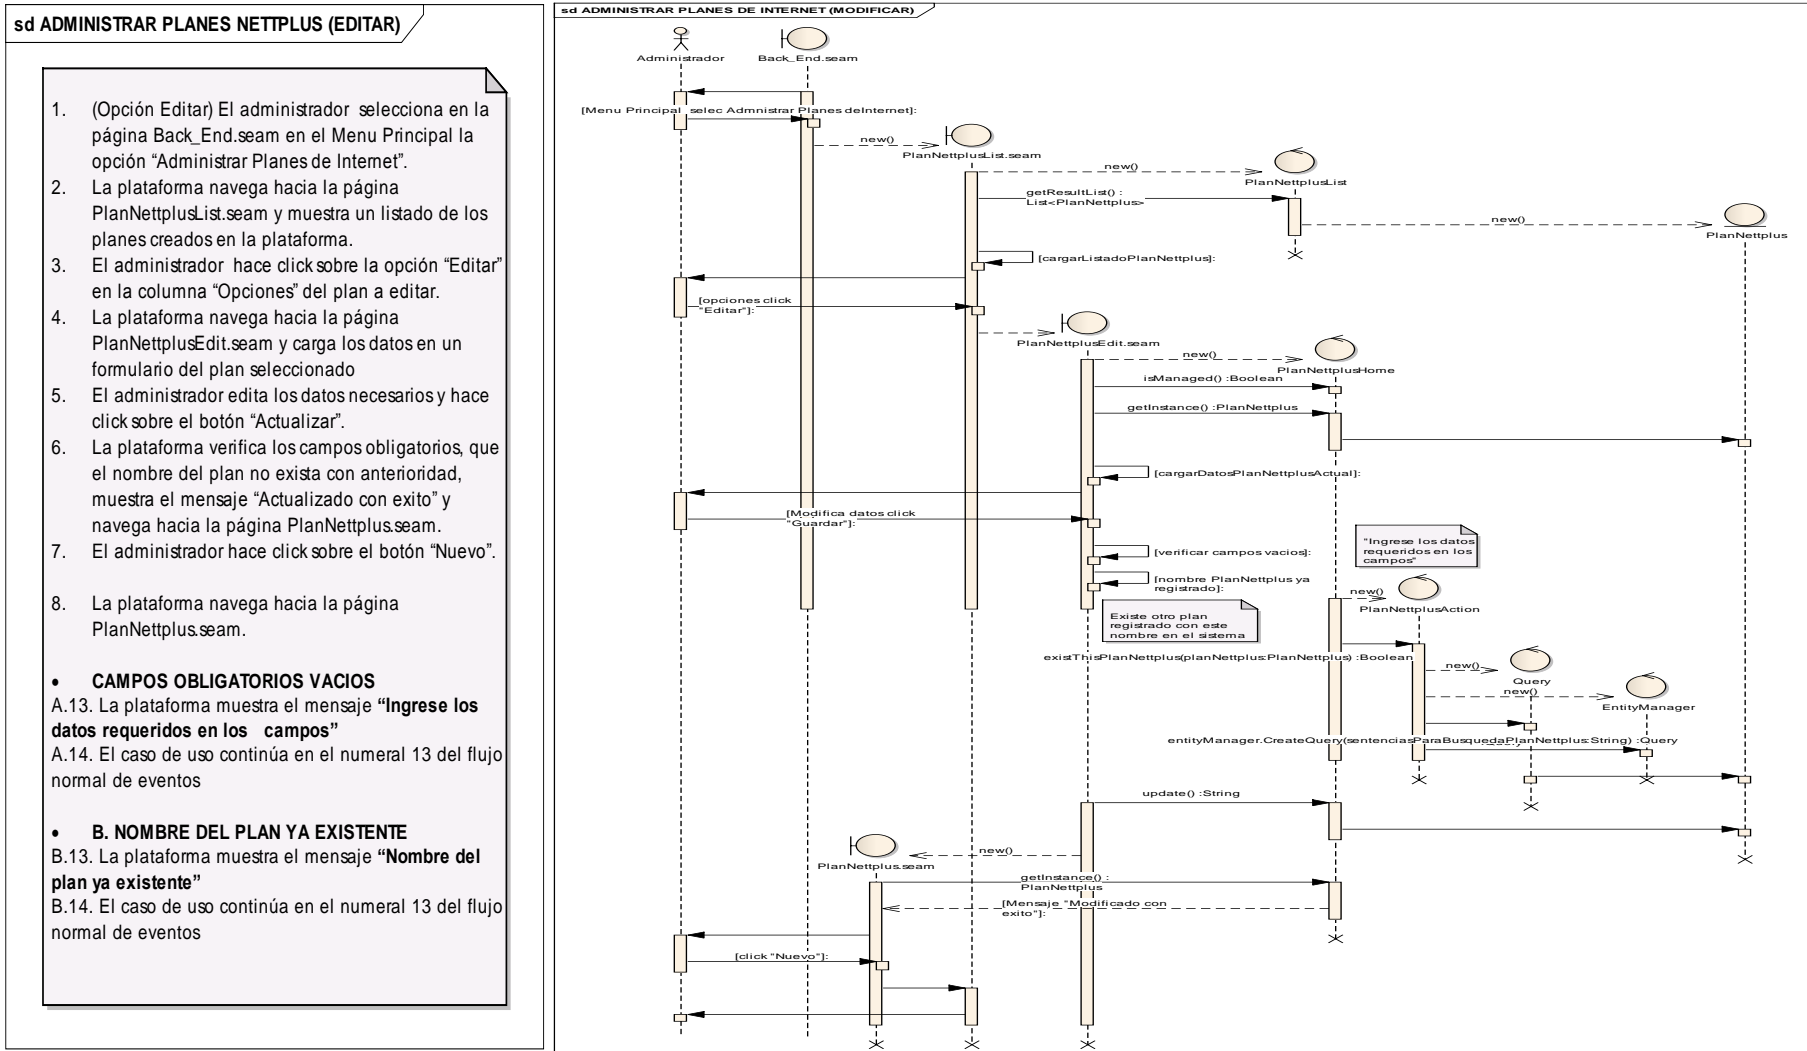 sd ADMINISTRAR PLANES NETTPLUS (EDITAR)
1. (Opción Editar) El administrador selecciona en la
página Back_End.seam en el Menu Principal la
opción “Administrar Planes de Internet”.
2. La plataforma navega hacia la página
PlanNettplusList.seam y muestra un listado de los
planes creados en la plataforma.
3. El administrador hace click sobre la opción “Editar”
en la columna “Opciones” del plan a editar.
4. La plataforma navega hacia la página
PlanNettplusEdit.seam y carga los datos en un
formulario del plan seleccionado
5. El administrador edita los datos necesarios y hace
click sobre el botón “Actualizar”.
6. La plataforma verifica los campos obligatorios, que
el nombre del plan no exista con anterioridad,
muestra el mensaje “Actualizado con exito” y
navega hacia la página PlanNettplus.seam.
7. El administrador hace click sobre el botón “Nuevo”.
8. La plataforma navega hacia la página
PlanNettplus.seam.
• CAMPOS OBLIGATORIOS VACIOS
A.13. La plataforma muestra el mensaje “Ingrese los
datos requeridos en los campos”
A.14. El caso de uso continúa en el numeral 13 del flujo
normal de eventos
• B. NOMBRE DEL PLAN YA EXISTENTE
B.13. La plataforma muestra el mensaje “Nombre del
plan ya existente”
B.14. El caso de uso continúa en el numeral 13 del flujo
normal de eventos
sd ADMINISTRAR PLANES DE INTERNET (MODIFICAR)
Administrador
Back_End.seam
[Menu Principal selec Admnistrar Planes deInternet]:
new()
PlanNettplusList.seam
new()
PlanNettplusList
getResultList() :
List<PlanNettplus>
new()
PlanNettplus
[cargarListadoPlanNettplus]:
[opciones click
"Editar"]:
PlanNettplusEdit.seam
new()
PlanNettplusHome
isManaged() :Boolean
getInstance() :PlanNettplus
[cargarDatosPlanNettplusActual]:
[Modifica datos click
"Guardar"]:
[verificar campos vacios]:
"Ingrese los datos
requeridos en los
campos"
[nombre PlanNettplus ya
registrado]:
new()
PlanNettplusAction
Existe otro plan
registrado con este
nombre en el sistema
existThisPlanNettplus(planNettplus:PlanNettplus) :Boolean
new()
Query
new()
EntityManager
entityManager.CreateQuery(sentenciasParaBusquedaPlanNettplus:String) :Query
update() :String
new()
PlanNettplus.seam
getInstance() :
PlanNettplus
[Mensaje "Modificado con
exito"]:
[click "Nuevo"]: